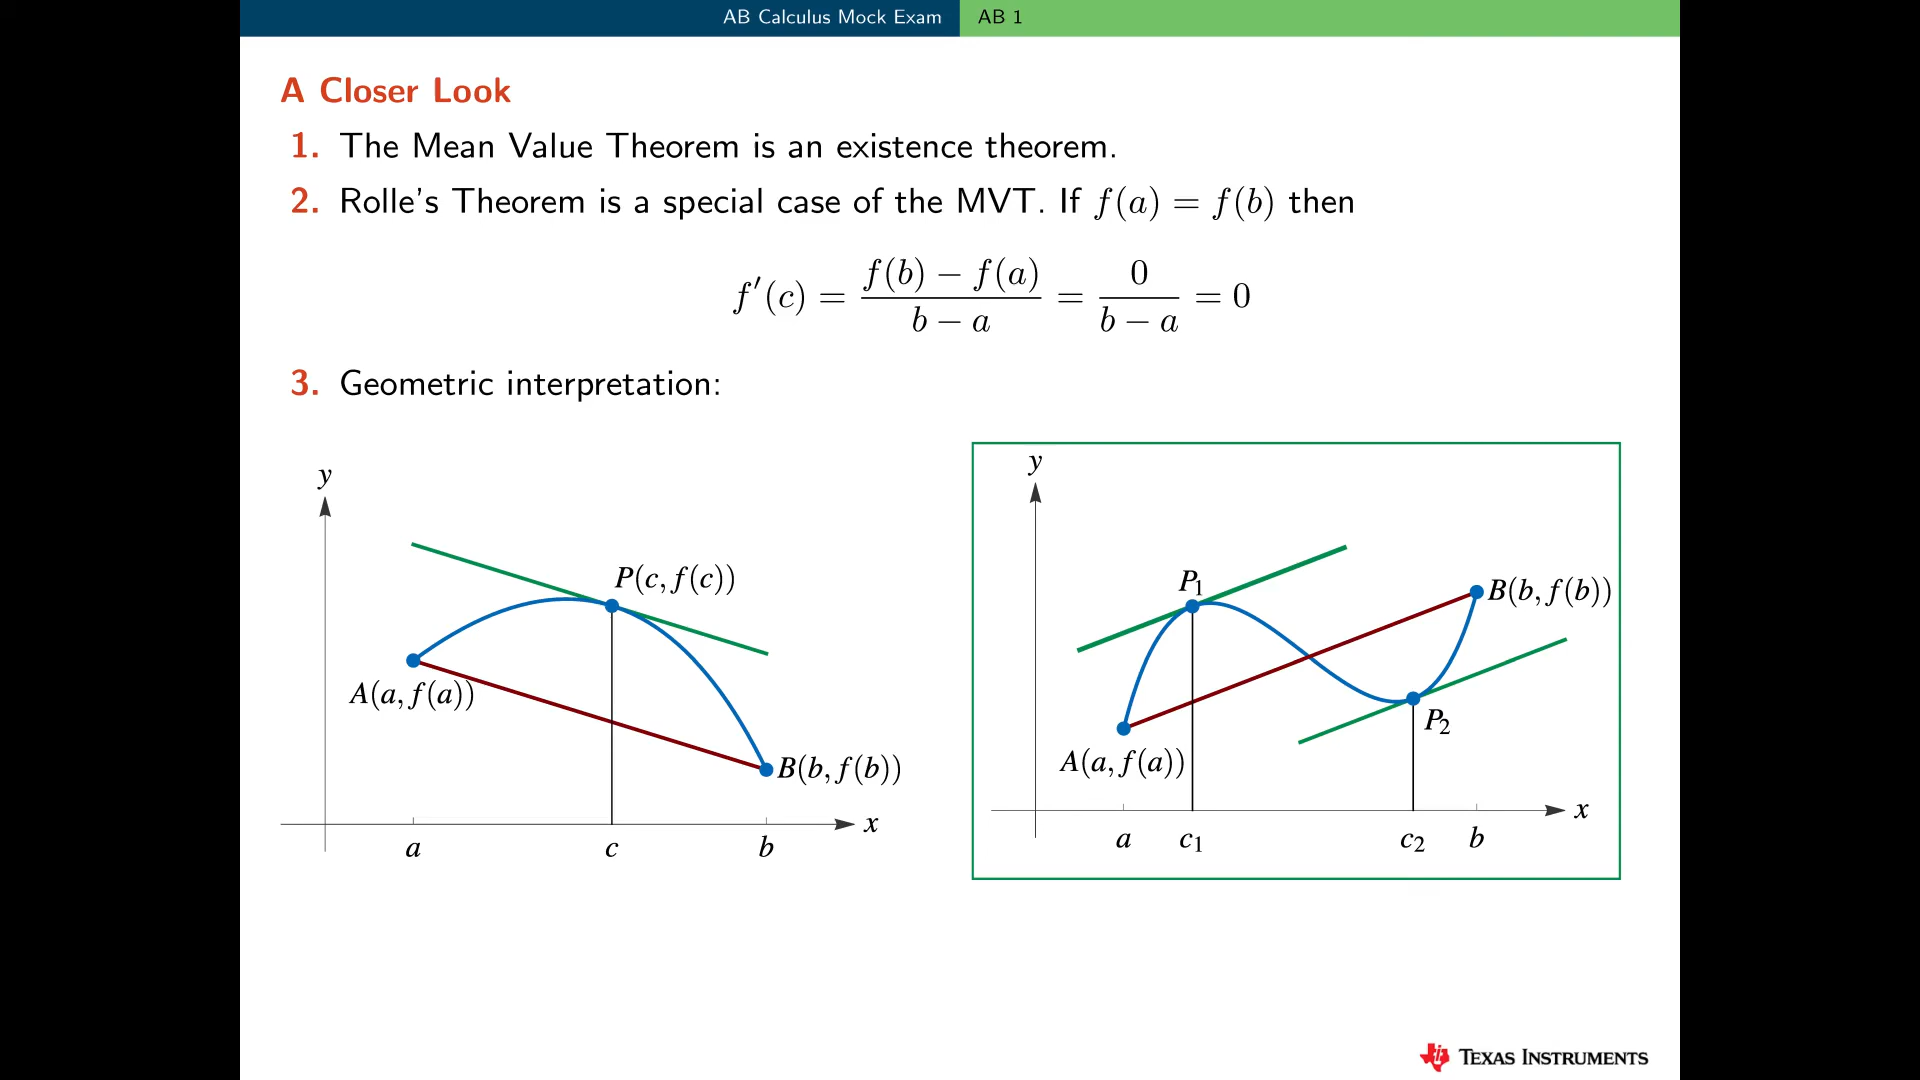 AB Calculus Mock Exam AB 1
A Closer Look
1. The Mean Value Theorem is an existence theorem.
2. Rolle's Theorem is a special case of the MVT. If f(a) = f(b) then
f′(c) = \frac{f(b) − f(a)}{b − a} = \frac{0}{b − a} = 0
3. Geometric interpretation:
y
P(c, f(c))
A(a, f(a))
B(b, f(b))
x
a c b
y
P₁
B(b, f(b))
P₂
A(a, f(a))
x
a c₁ c₂ b
TEXAS INSTRUMENTS